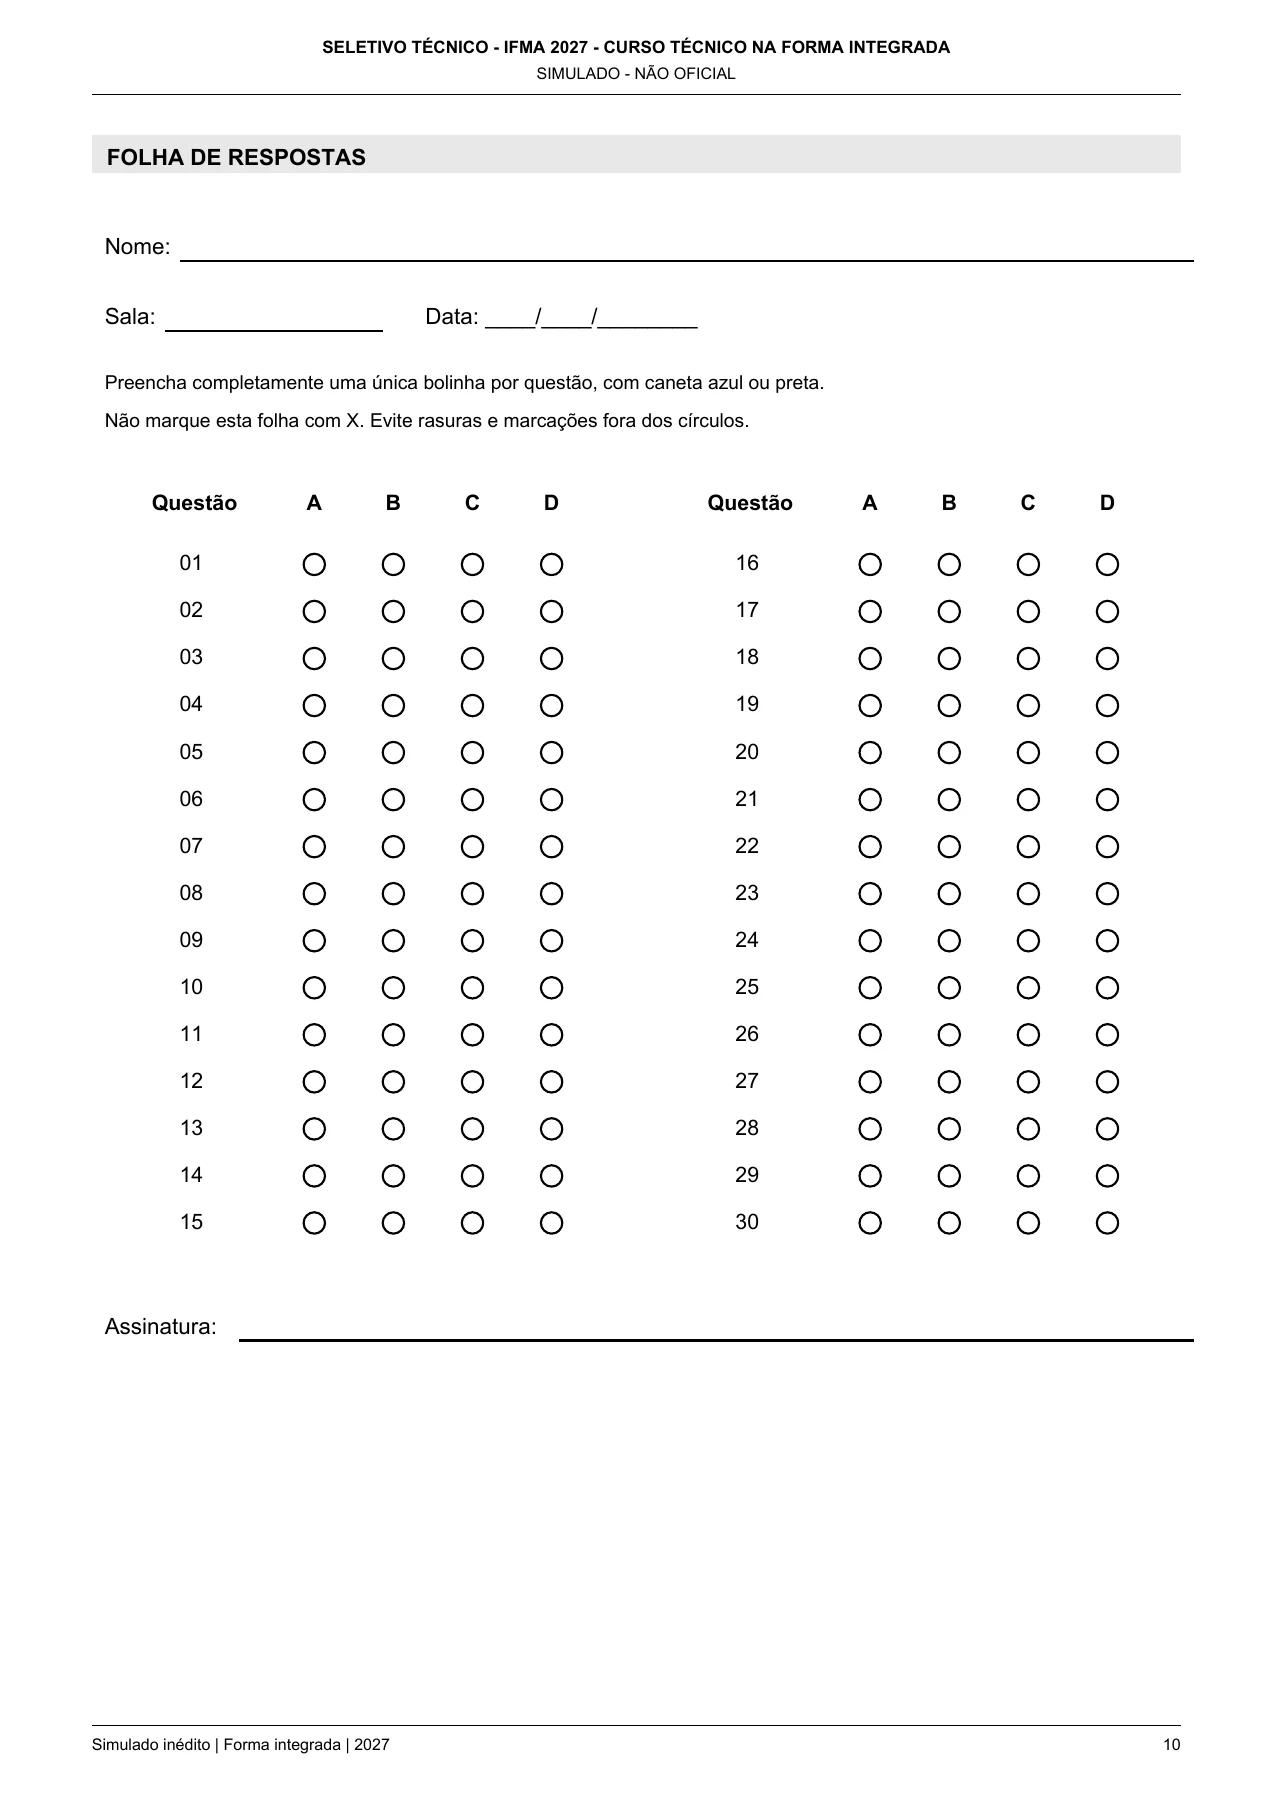 SELETIVO TÉCNICO - IFMA 2027 - CURSO TÉCNICO NA FORMA INTEGRADA
SIMULADO - NÃO OFICIAL
FOLHA DE RESPOSTAS
Nome:
Sala: Data: ____/____/________
Preencha completamente uma única bolinha por questão, com caneta azul ou preta.
Não marque esta folha com X. Evite rasuras e marcações fora dos círculos.
Questão A B C D Questão A B C D
01 16
02 17
03 18
04 19
05 20
06 21
07 22
08 23
09 24
10 25
11 26
12 27
13 28
14 29
15 30
Assinatura:
Simulado inédito | Forma integrada | 2027 10